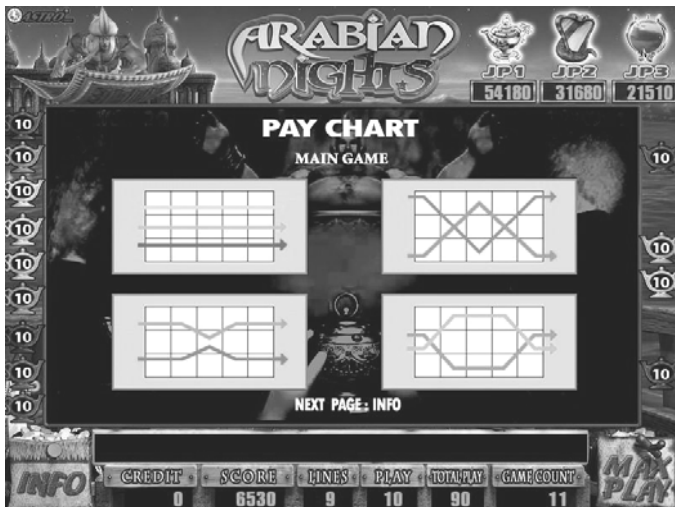 ASTRO
ARABIAN
NIGHTS
JP1 JP2 JP3
54180 31680 21510
PAY CHART
MAIN GAME
10
10
10
10
10
10
10
10
10
10
10
10
10
NEXT PAGE : INFO
INFO
CREDIT SCORE LINES PLAY TOTAL PLAY GAME COUNT
0 6530 9 10 90 11
MAX
PLAY